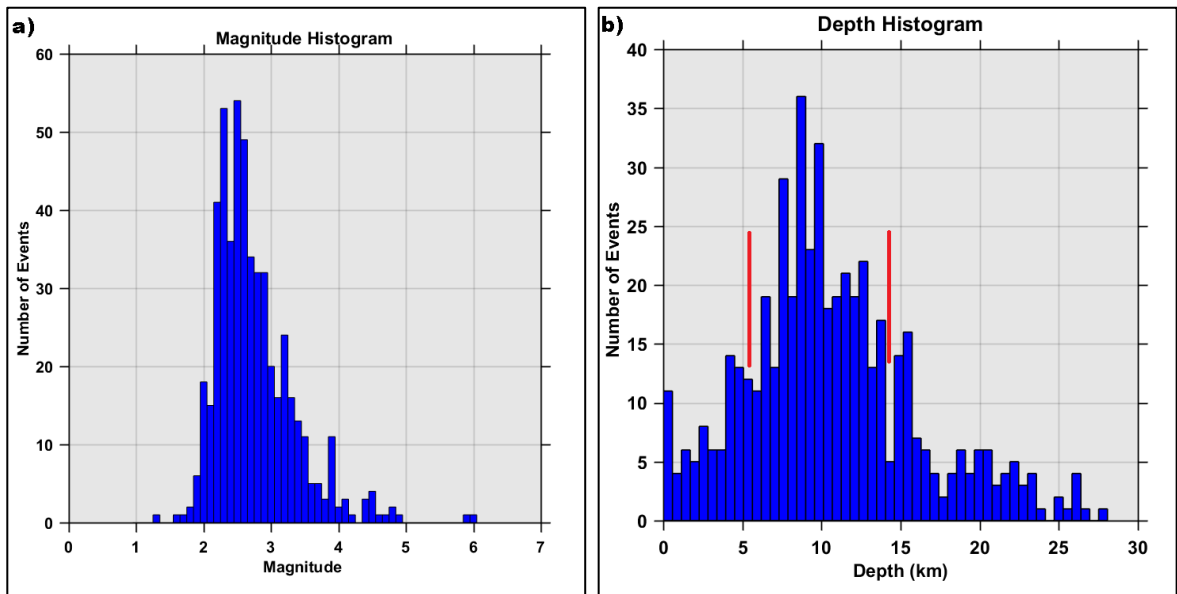 a)
Magnitude Histogram
60
50
40
30
20
10
0
Number of Events
0 1 2 3 4 5 6 7
Magnitude
b)
Depth Histogram
40
35
30
25
20
15
10
5
0
Number of Events
0 5 10 15 20 25 30
Depth (km)